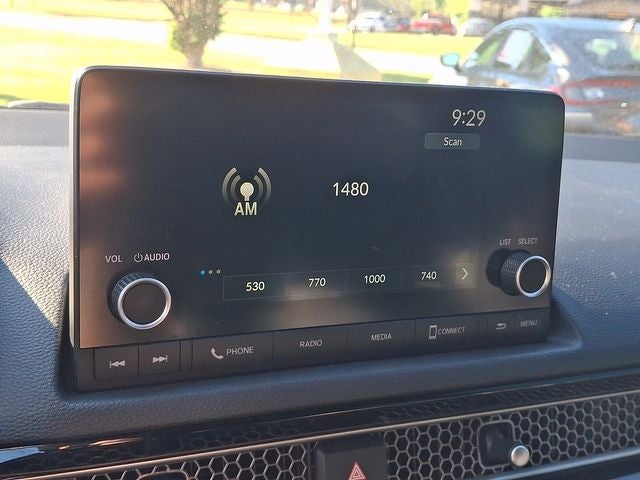 9:29
Scan
AM
1480
VOL AUDIO
LIST SELECT
530 770 1000 740
PHONE RADIO MEDIA CONNECT MENU